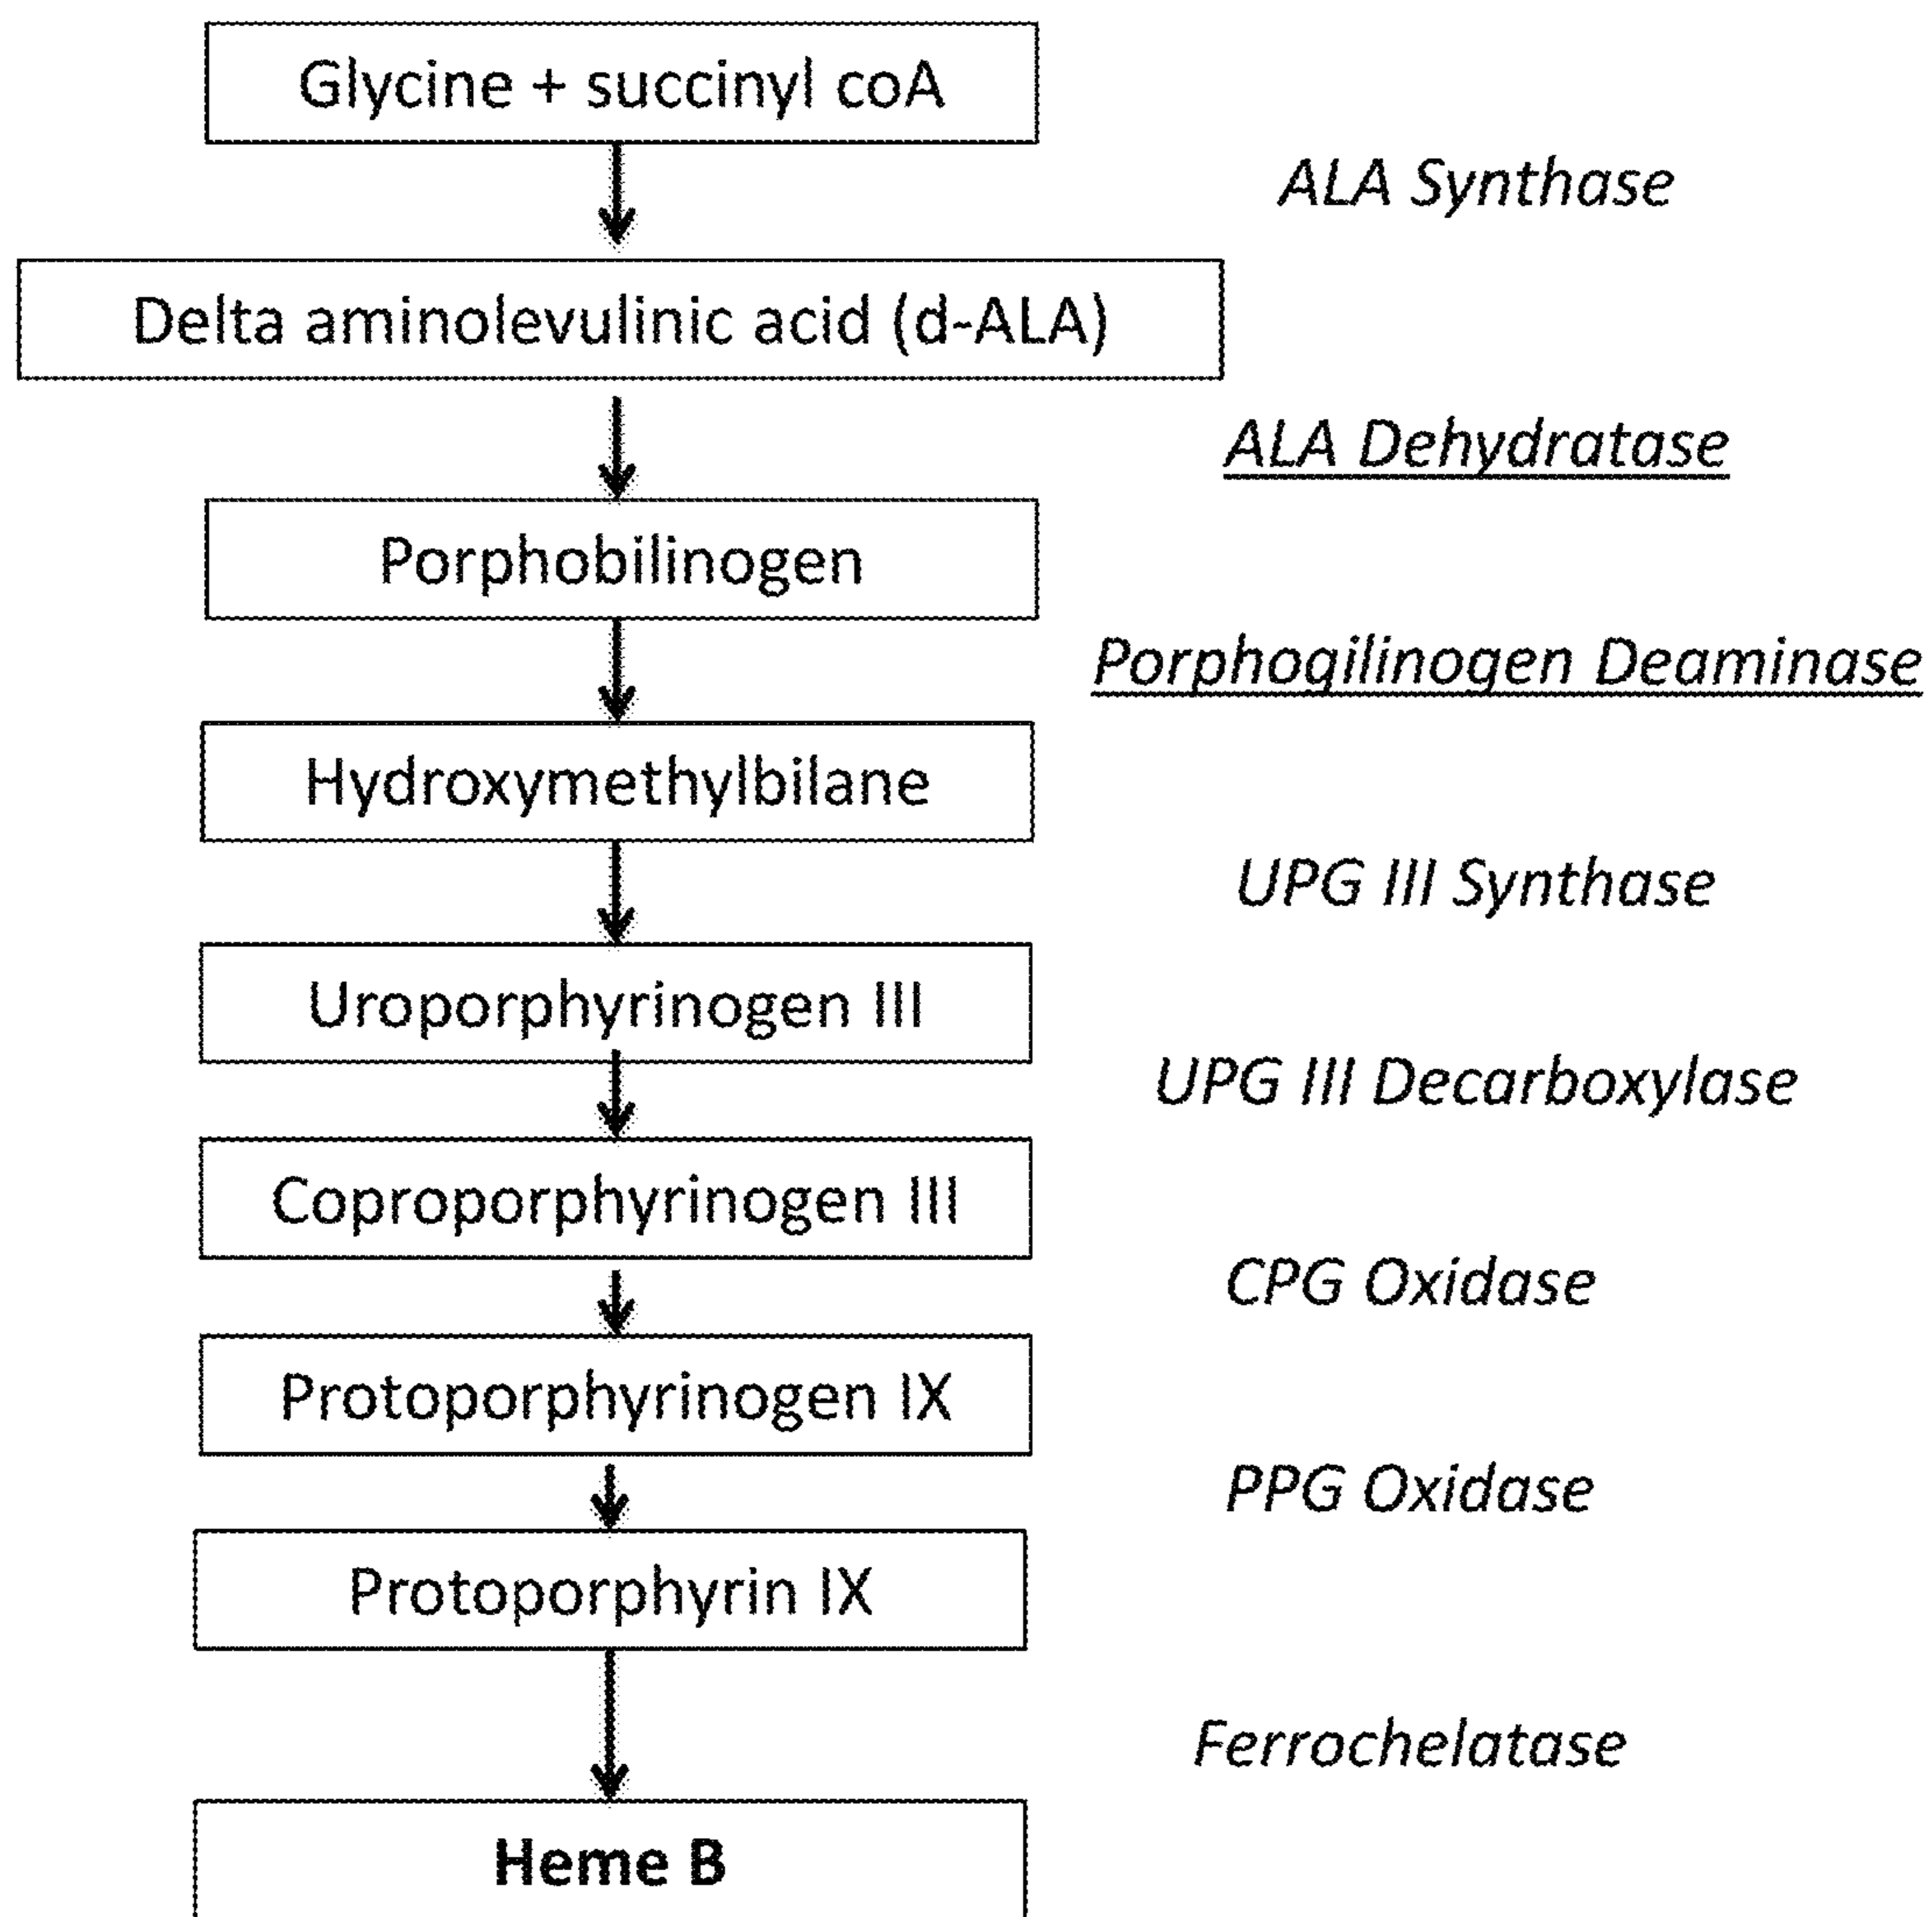 Glycine + succinyl coA
ALA Synthase
Delta aminolevulinic acid (d-ALA)
ALA Dehydratase
Porphobilinogen
Porphogilinogen Deaminase
Hydroxymethylbilane
UPG III Synthase
Uroporphyrinogen III
UPG III Decarboxylase
Coproporphyrinogen III
CPG Oxidase
Protoporphyrinogen IX
PPG Oxidase
Protoporphyrin IX
Ferrochelatase
Heme B